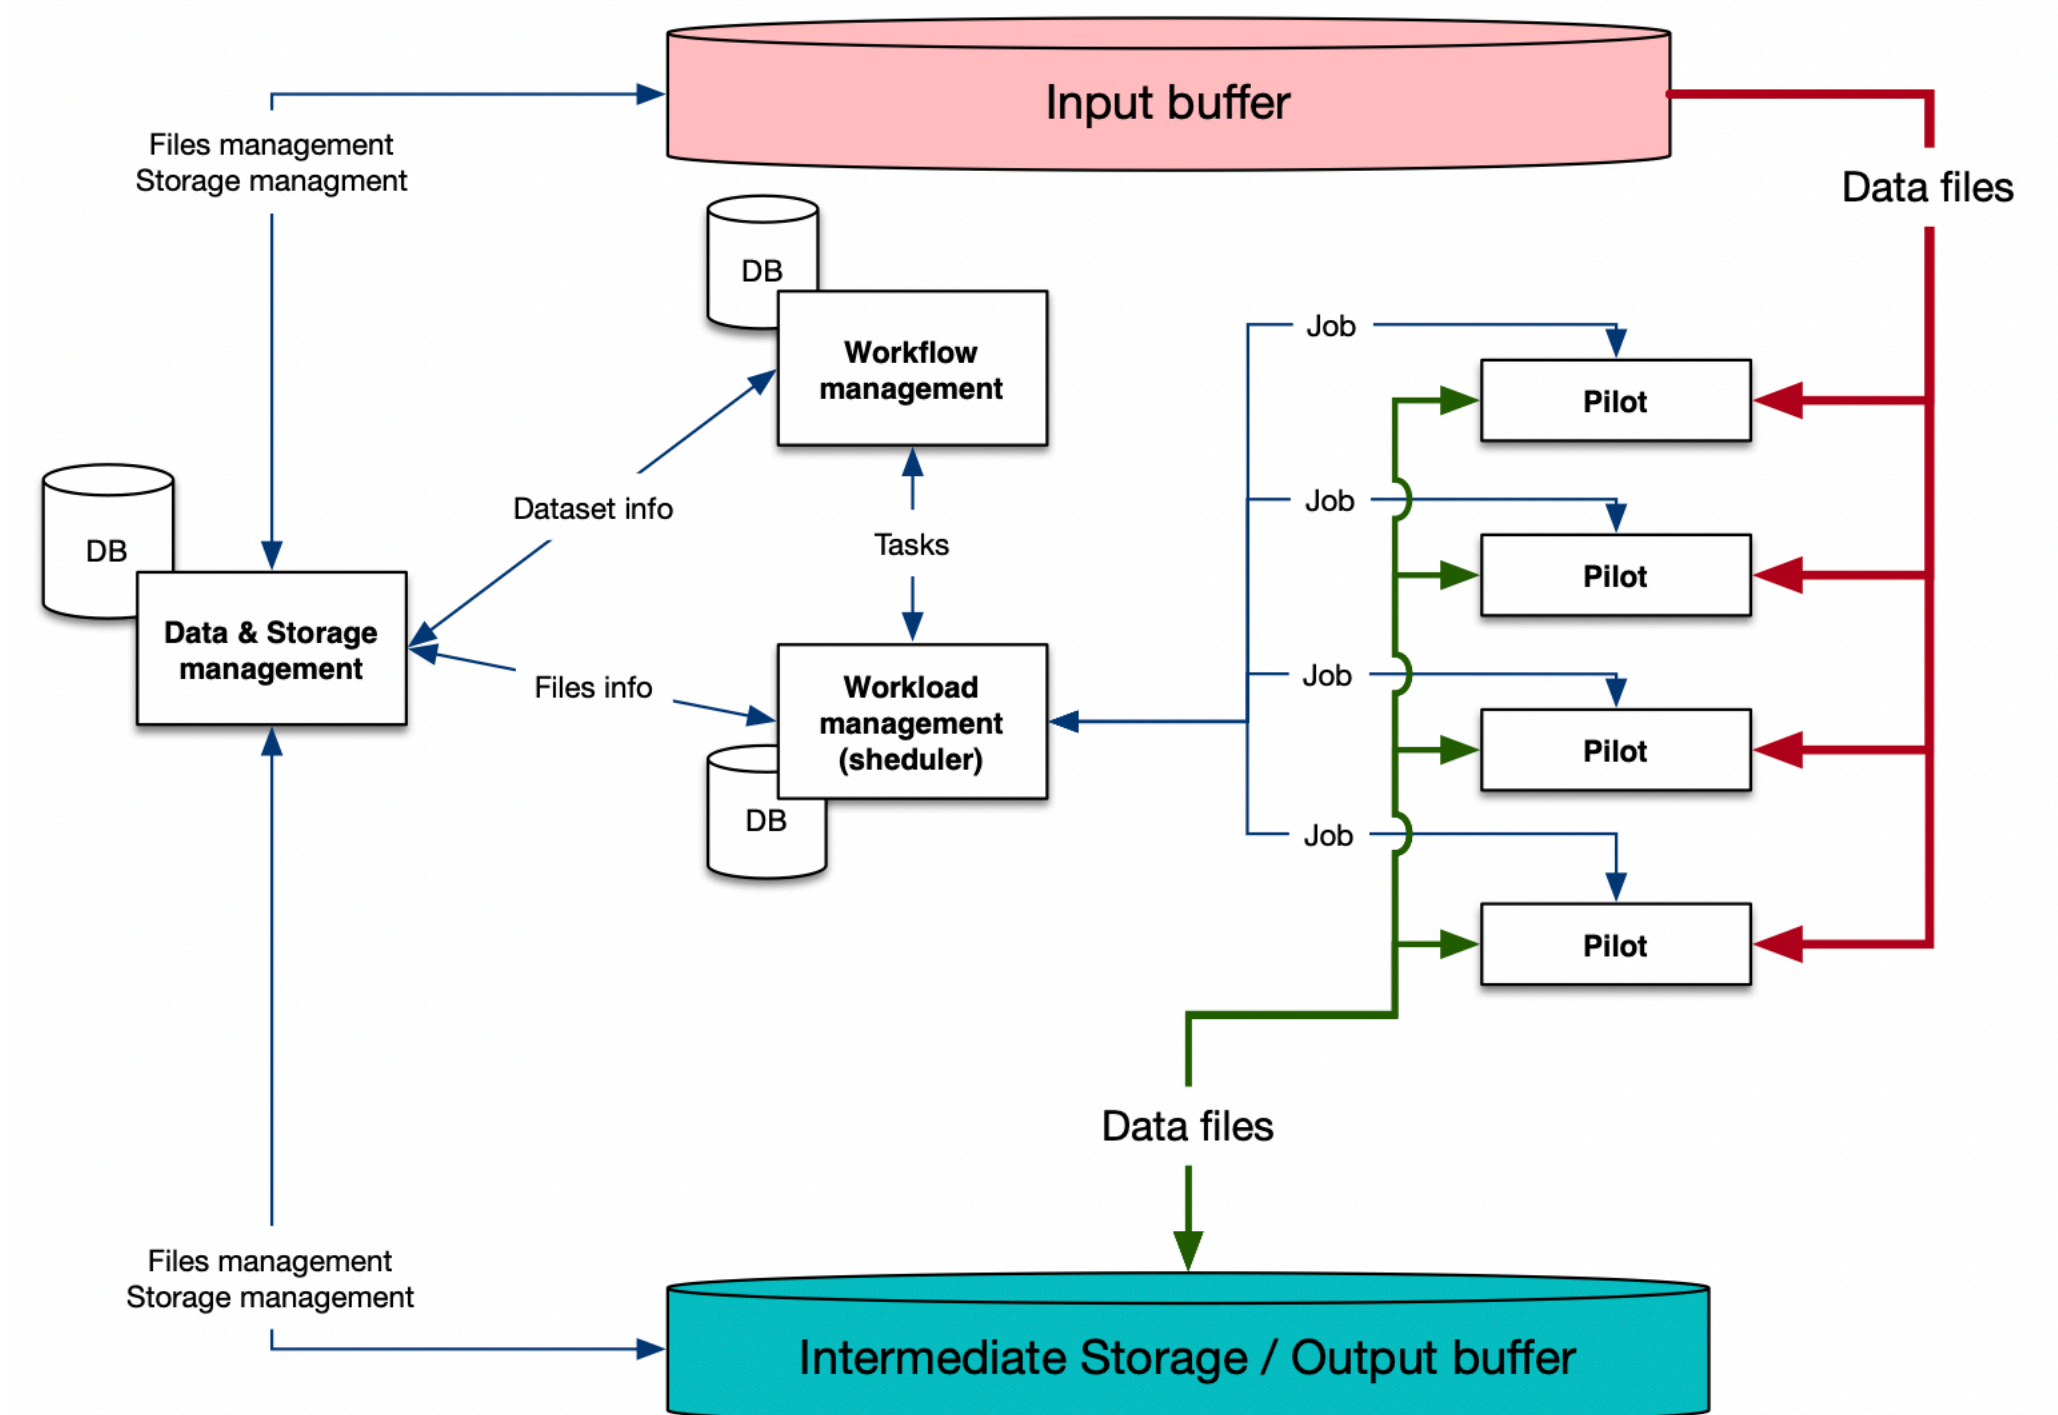 Input buffer
Files management
Storage managment
Data files
DB
Workflow
management
Job
Pilot
Dataset info
Job
Tasks
DB
Pilot
Data & Storage
management
Files info
Workload
management
(sheduler)
DB
Job
Pilot
Job
Pilot
Data files
Files management
Storage management
Intermediate Storage / Output buffer